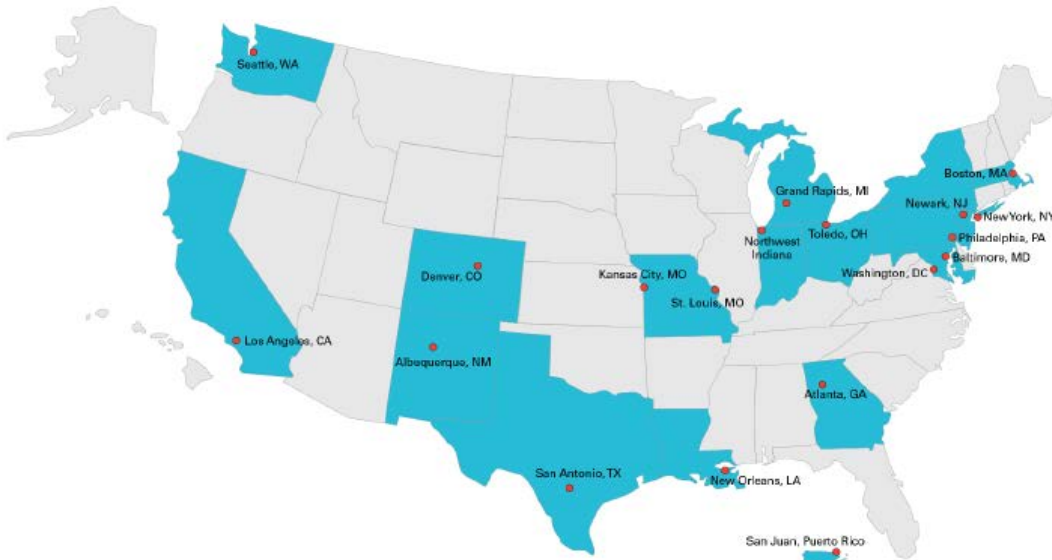 Seattle, WA
Boston, MA
Grand Rapids, MI
Newark, NJ
New York, NY
Northwest
Indiana
Toledo, OH
Philadelphia, PA
Baltimore, MD
Washington, DC
Denver, CO
Kansas City, MO
St. Louis, MO
Los Angeles, CA
Albequerque, NM
Atlanta, GA
San Antonio, TX
New Orleans, LA
San Juan, Puerto Rico